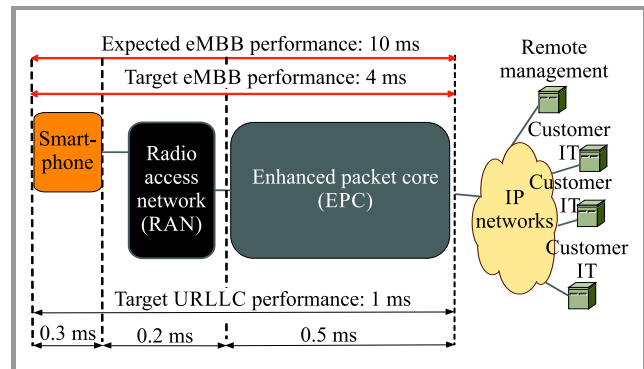 Expected eMBB performance: 10 ms
Target eMBB performance: 4 ms
Remote
management
Smart-
phone
Radio
access
network
(RAN)
Enhanced packet core
(EPC)
IP
networks
Customer
IT
Customer
IT
Customer
IT
Target URLLC performance: 1 ms
0.3 ms
0.2 ms
0.5 ms